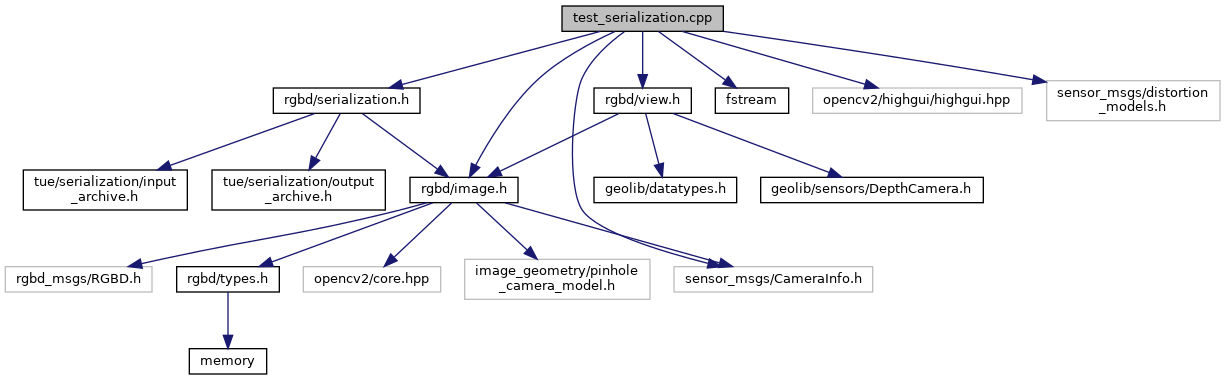 test_serialization.cpp
rgbd/serialization.h
rgbd/view.h
fstream
opencv2/highgui/highgui.hpp
sensor_msgs/distortion
_models.h
tue/serialization/input
_archive.h
tue/serialization/output
_archive.h
rgbd/image.h
geolib/datatypes.h
geolib/sensors/DepthCamera.h
rgbd_msgs/RGBD.h
rgbd/types.h
opencv2/core.hpp
image_geometry/pinhole
_camera_model.h
sensor_msgs/CameraInfo.h
memory